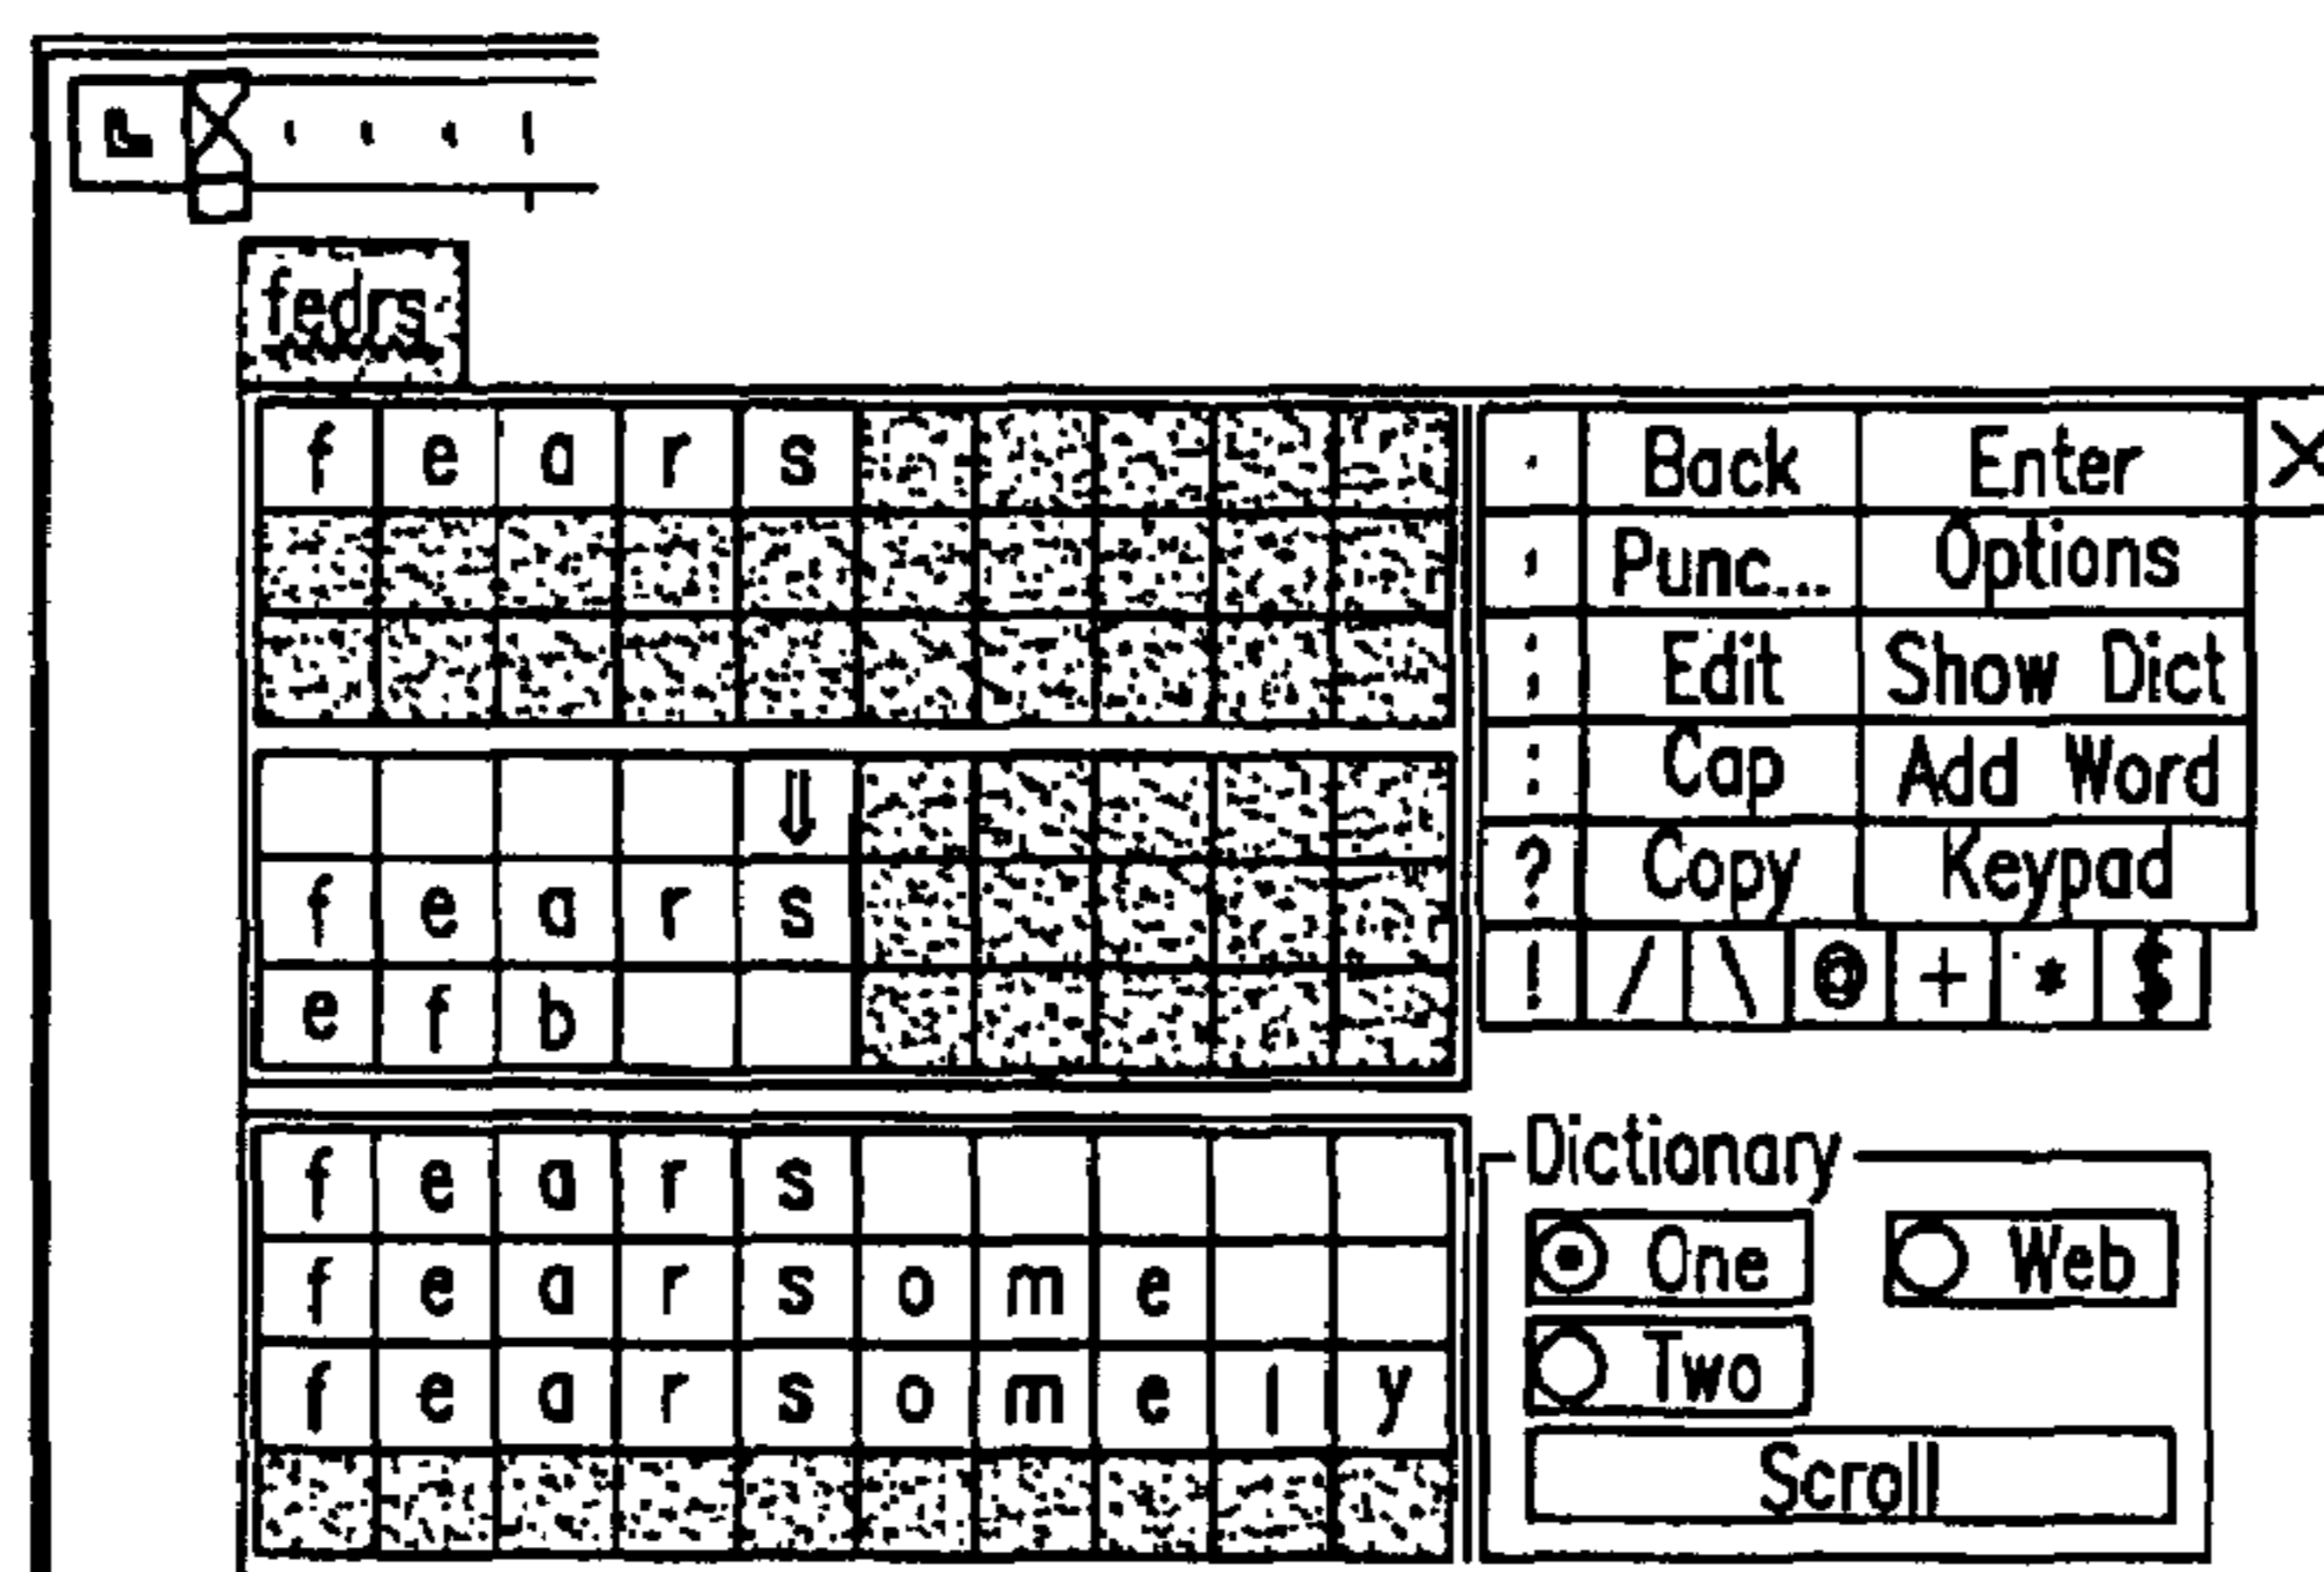 fedrs
f e a r s
. Back Enter X
, Punc... Options
; Edit Show Dict
⇓
: Cap Add Word
f e a r s
? Copy Keypad
e f b
! / \ @ + * $
f e a r s
Dictionary
f e a r s o m e
One Web
f e a r s o m e l y
Two
Scroll